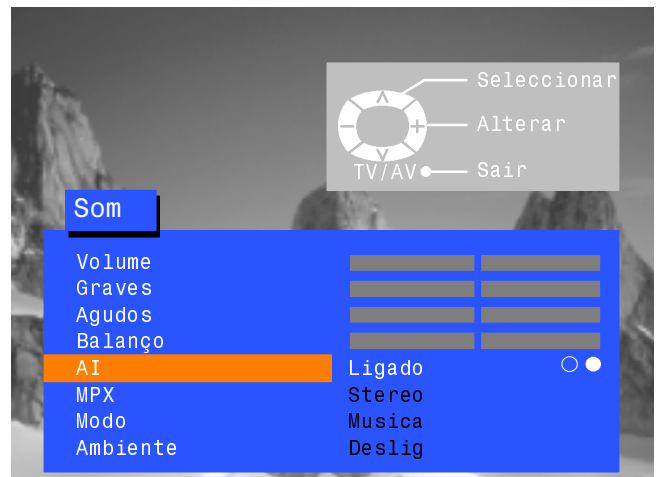 Seleccionar
Alterar
TV/AV Sair
Som
Volume
Graves
Agudos
Balanço
AI Ligado
MPX Stereo
Modo Musica
Ambiente Deslig